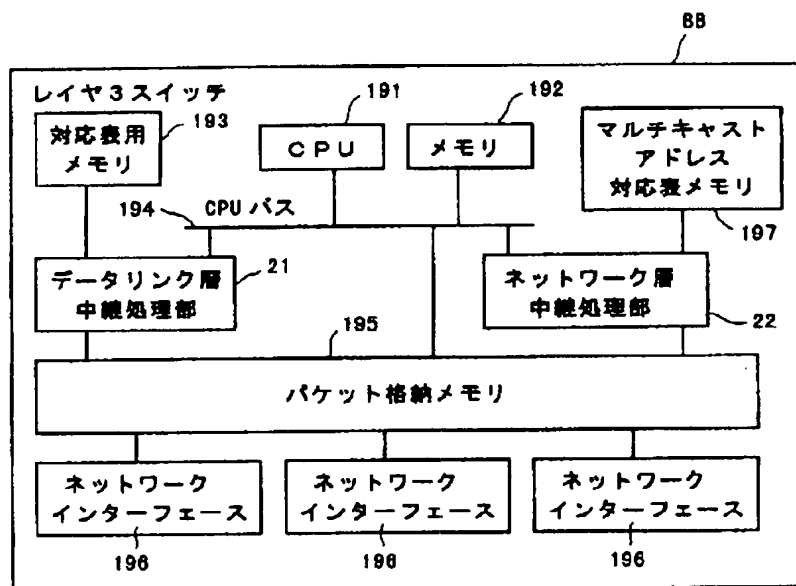 BB
レイヤ3スイッチ
193
対応表用
メモリ
191
CPU
192
メモリ
マルチキャスト
アドレス
対応表メモリ
197
194
CPUバス
データリンク層
中継処理部
21
ネットワーク層
中継処理部
22
195
パケット格納メモリ
ネットワーク
インターフェース
196
ネットワーク
インターフェース
196
ネットワーク
インターフェース
196